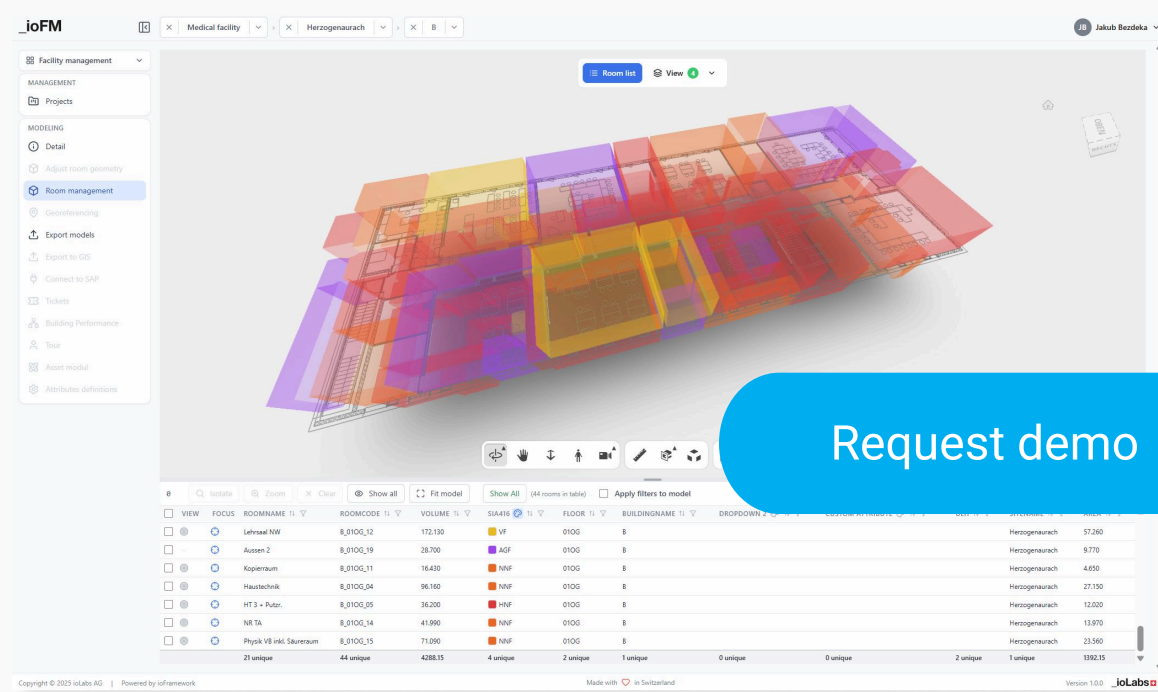 _ioFM
Medical facility
Herzogenaurach
B
JB Jakub Bezdeka
Facility management
MANAGEMENT
Projects
MODELING
Detail
Adjust room geometry
Room management
Georeferencing
Export models
Export to GIS
Connect to SAP
Tickets
Building Performance
Tour
Asset modul
Attributes definitions
Room list View 4
Request demo
0 Isolate Zoom Clear Show all Fit model Show All (44 rooms in table) Apply filters to model
VIEW FOCUS ROOMNAME ROOMCODE VOLUME SIA416 FLOOR BUILDINGNAME DROPDOWN 2
Lehrsaal NW B_01OG_12 172.130 VF 01OG B Herzogenaurach 57.260
Aussen 2 B_01OG_19 28.700 AGF 01OG B Herzogenaurach 9.770
Kopierraum B_01OG_11 16.430 NNF 01OG B Herzogenaurach 4.650
Haustechnik B_01OG_04 96.160 NNF 01OG B Herzogenaurach 27.150
HT 3 + Putzr. B_01OG_05 36.200 HNF 01OG B Herzogenaurach 12.020
NR TA B_01OG_14 41.990 NNF 01OG B Herzogenaurach 13.970
Physik VB inkl. Säureraum B_01OG_15 71.090 NNF 01OG B Herzogenaurach 23.560
21 unique 44 unique 4288.15 4 unique 2 unique 1 unique 0 unique 0 unique 2 unique 1 unique 1392.15
Copyright © 2025 ioLabs AG | Powered by ioFramework Made with in Switzerland Version 1.0.0 _ioLabs